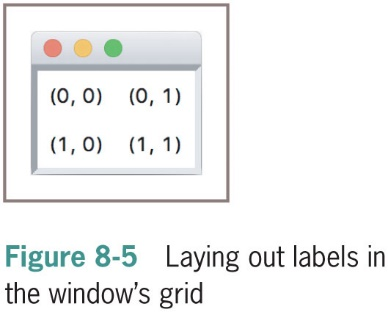 (0, 0) (0, 1)
(1, 0) (1, 1)
Figure 8-5 Laying out labels in
the window's grid